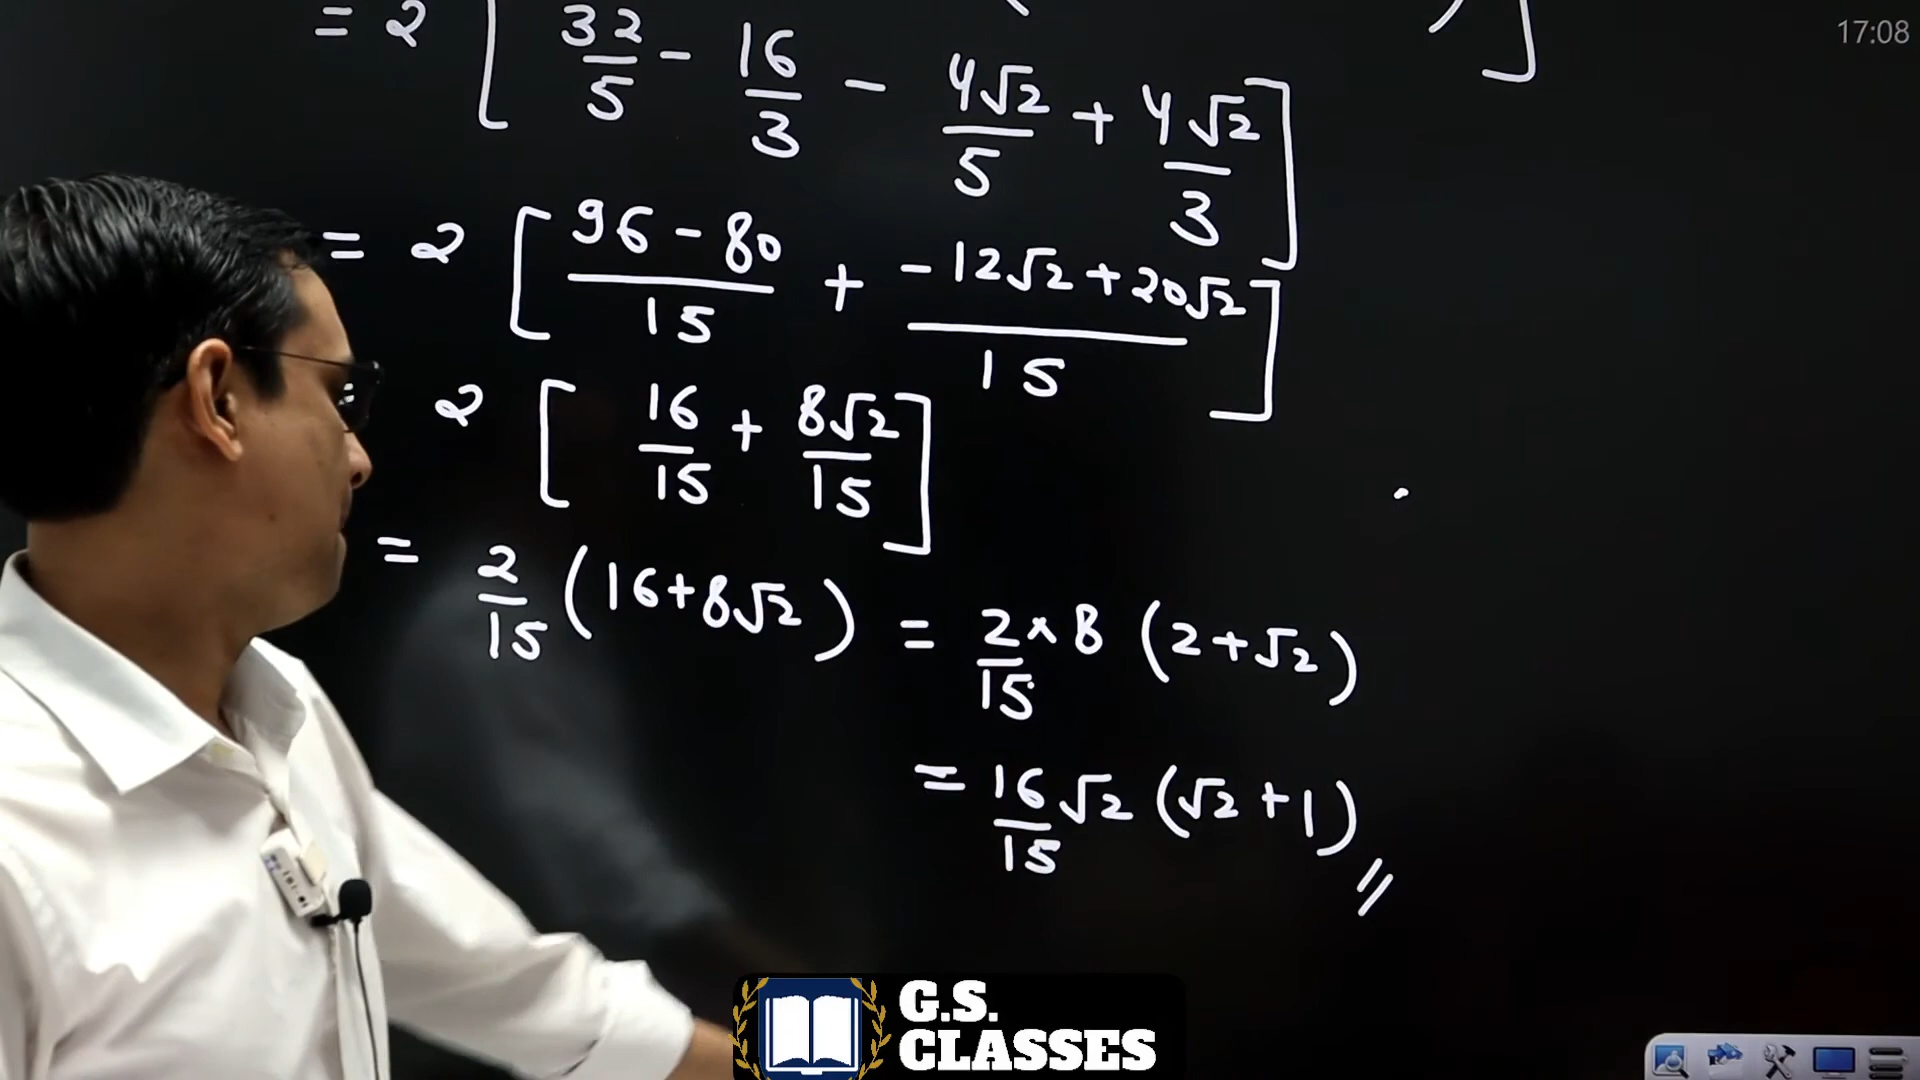 17:08
= 2 [ 32/5 - 16/3 - 4√2/5 + 4√2/3 ]
= 2 [ 96 - 80/15 + -12√2 + 20√2/15 ]
2 [ 16/15 + 8√2/15 ]
= 2/15 (16+8√2) = 2/15 × 8 (2+√2)
= 16/15 √2 (√2 + 1)
G.S.
CLASSES